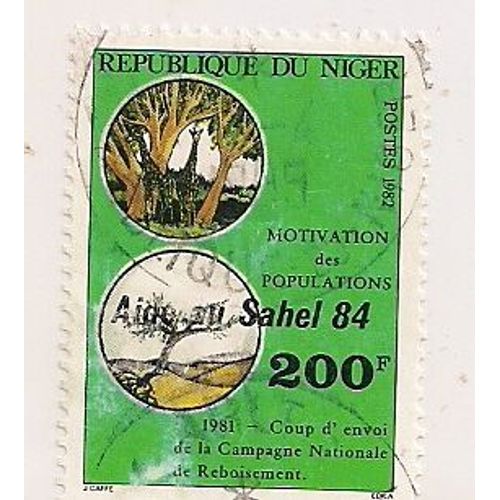 REPUBLIQUE DU NIGER
POSTES 1982
MOTIVATION
des
POPULATIONS
Aide au Sahel 84
200F
1981 - Coup d'envoi
de la Campagne Nationale
de Reboisement.